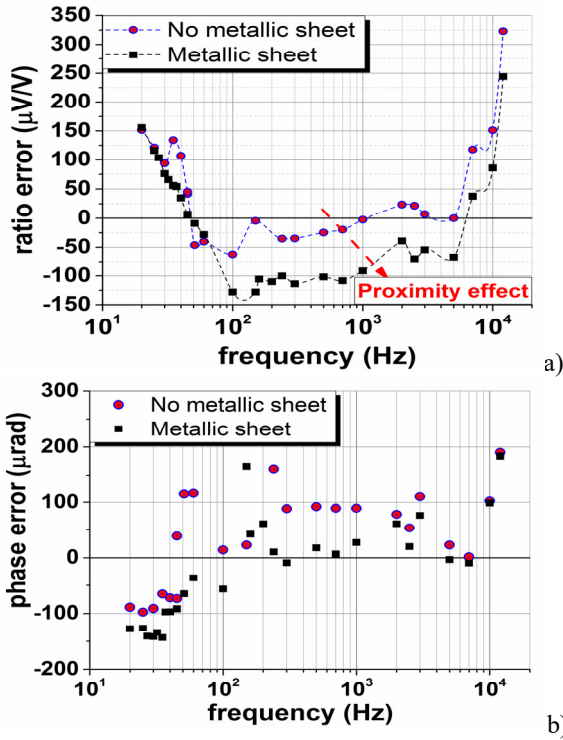 350
No metallic sheet
300
Metallic sheet
250
200
150
100
50
0
-50
-100
-150
ratio error (μV/V)
Proximity effect
10¹ 10² 10³ 10⁴
frequency (Hz)
a)
300
No metallic sheet
Metallic sheet
200
100
0
-100
-200
phase error (μrad)
10¹ 10² 10³ 10⁴
frequency (Hz)
b)